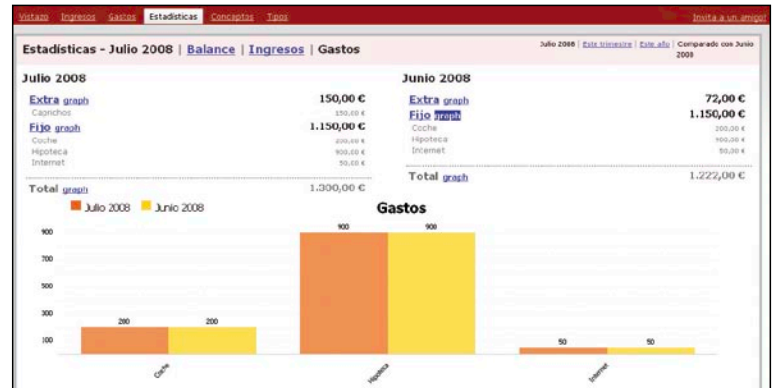 Vistazo Ingresos Gastos Estadísticas Conceptos Tipos Invita a un amigo!
Estadísticas - Julio 2008 | Balance | Ingresos | Gastos
Julio 2008 | Este trimestre | Este año | Comparado con Junio
2008
Julio 2008
Extra graph 150,00 €
Caprichos 150,00 €
Fijo graph 1.150,00 €
Coche 200,00 €
Hipoteca 900,00 €
Internet 50,00 €
Total graph 1.300,00 €
Junio 2008
Extra graph 72,00 €
Fijo graph 1.150,00 €
Coche 200,00 €
Hipoteca 900,00 €
Internet 50,00 €
Total graph 1.222,00 €
Julio 2008 Junio 2008
Gastos
900
700
500
300
100
200 200
900 900
50 50
Coche Hipoteca Internet